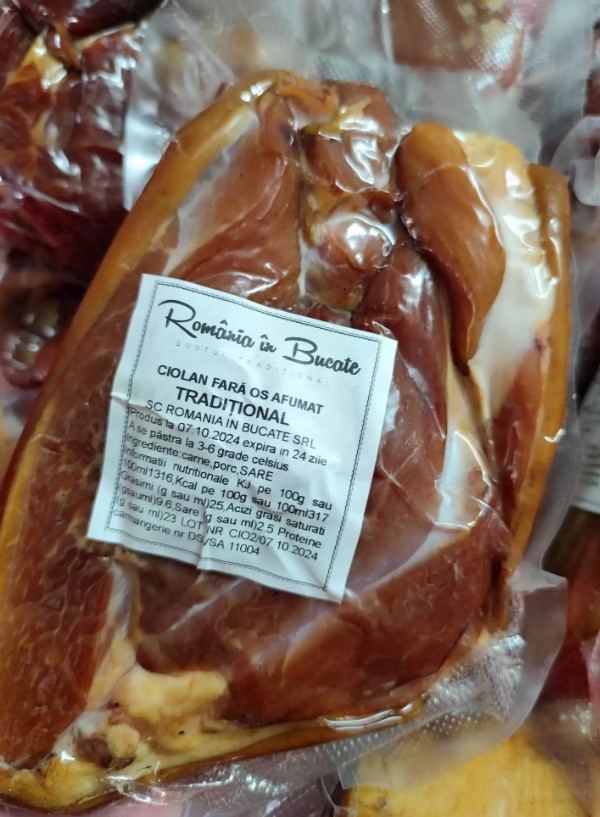 România în Bucate
GUSTUL TRADITIONAL
CIOLAN FARĂ OS AFUMAT
TRADIȚIONAL
SC ROMANIA IN BUCATE SRL
Produs la 07 10 2024 expira in 24 zile
A se păstra la 3-6 grade celsius
Ingrediente:carne,porc,SARE
Informatii nutritionale KJ pe 100g sau
100ml1316,Kcal pe 100g sau 100ml317
Grasimi (g sau ml)25,Acizi grasi saturati
(gsauml)9.6,Sare(g sau ml)2.5 Proteine
(g sau ml)23 LOT NR CIO2/07 10 2024
carmangerie nr DS/SA 11004